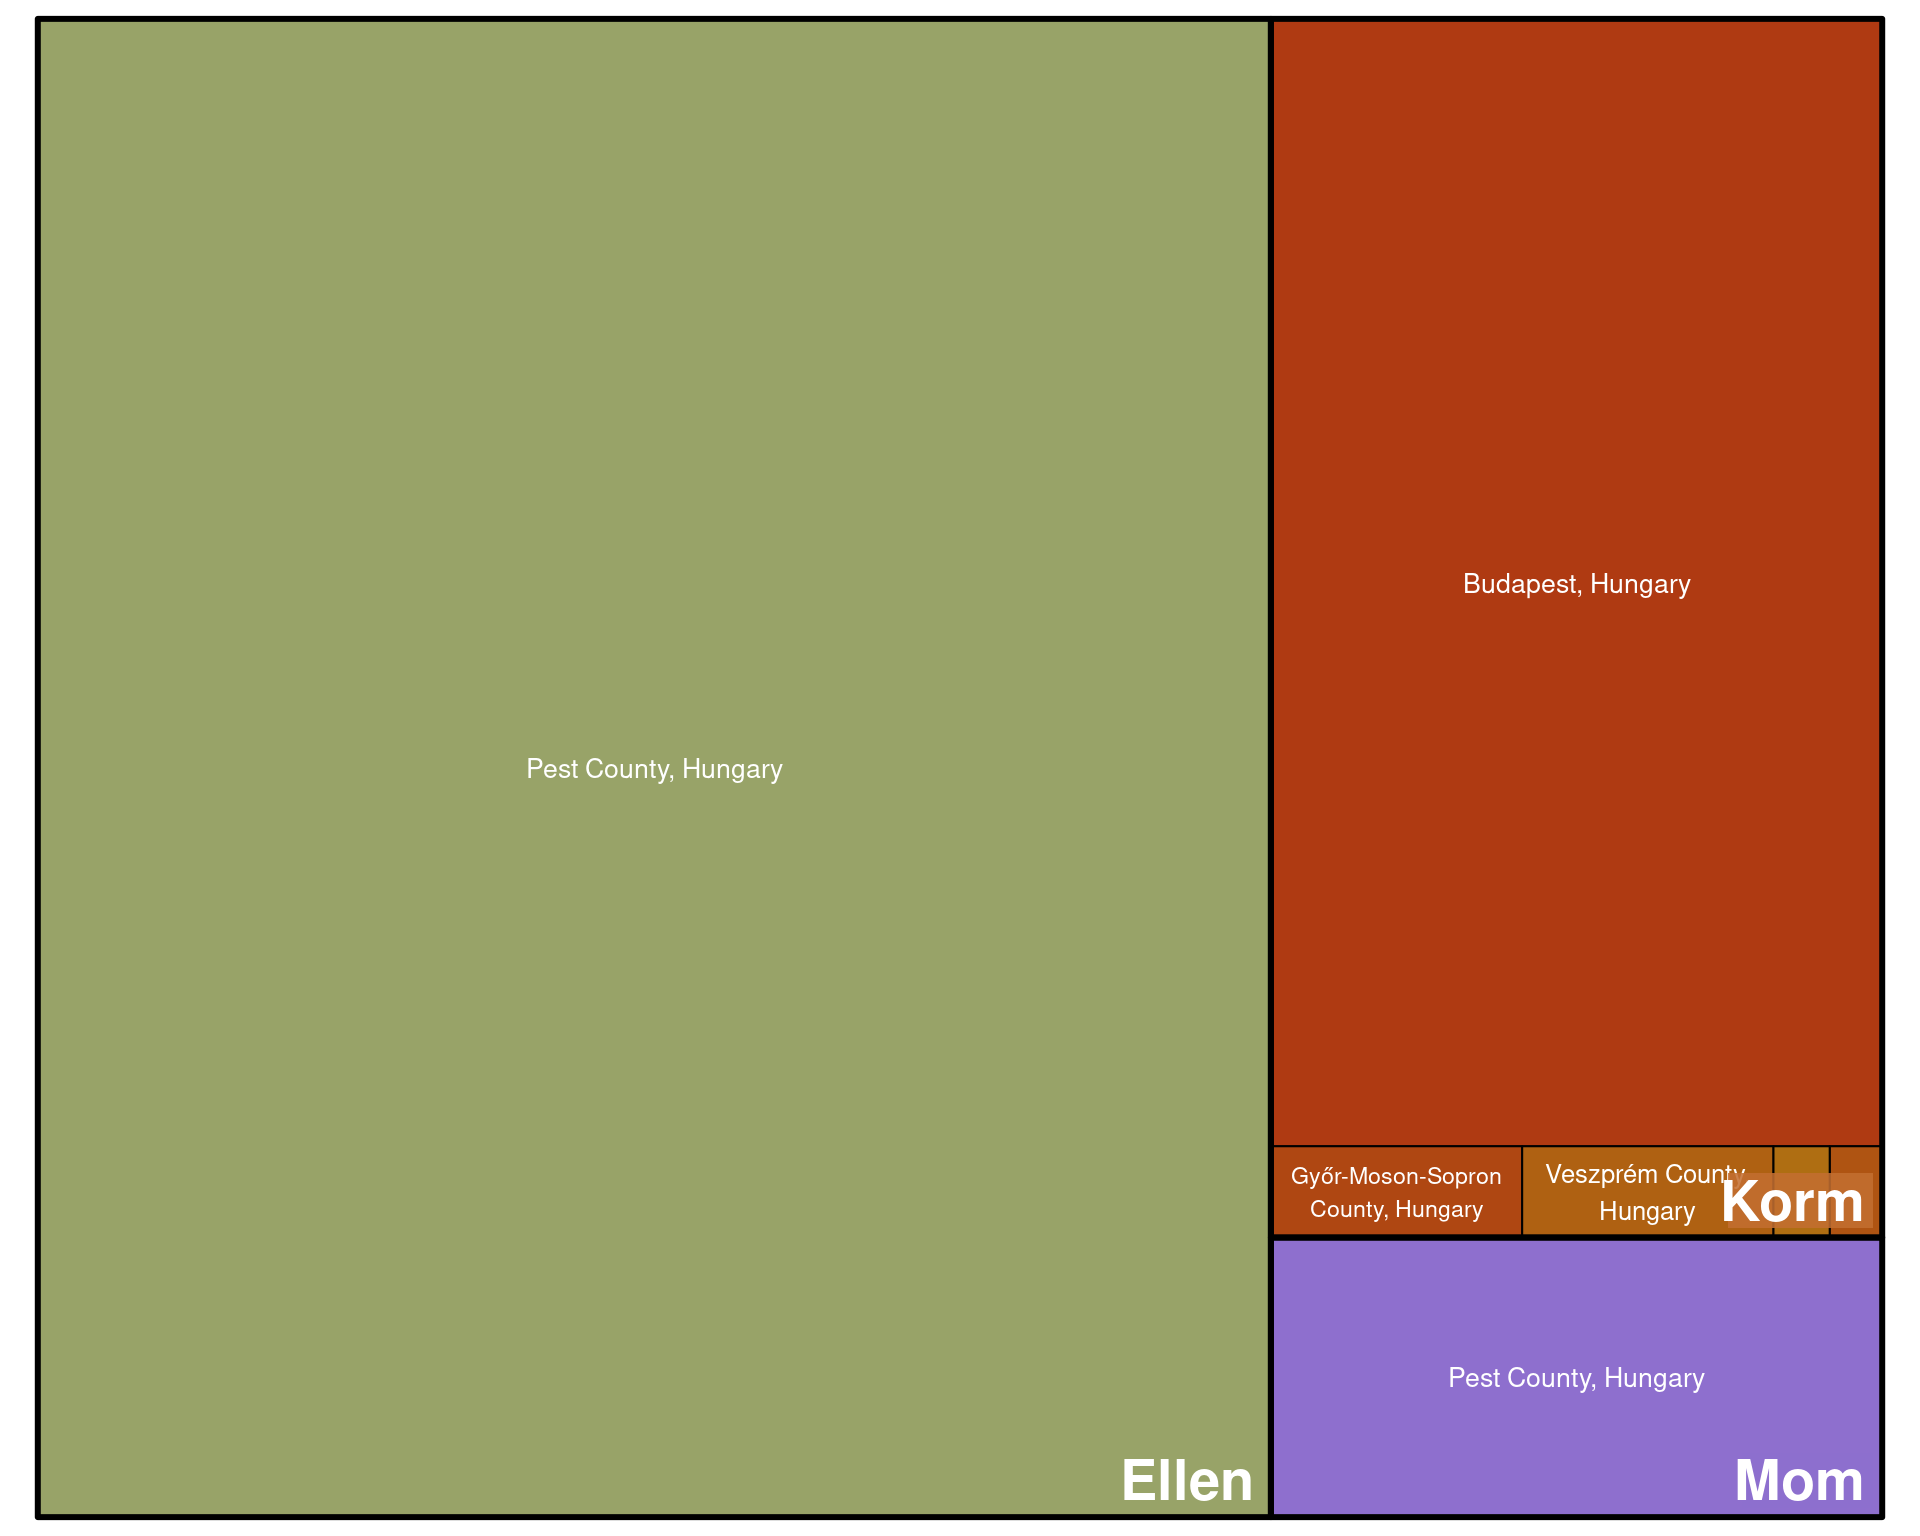 Pest County, Hungary
Ellen
Budapest, Hungary
Győr-Moson-Sopron
County, Hungary
Veszprém County,
Hungary
Korm
Pest County, Hungary
Mom